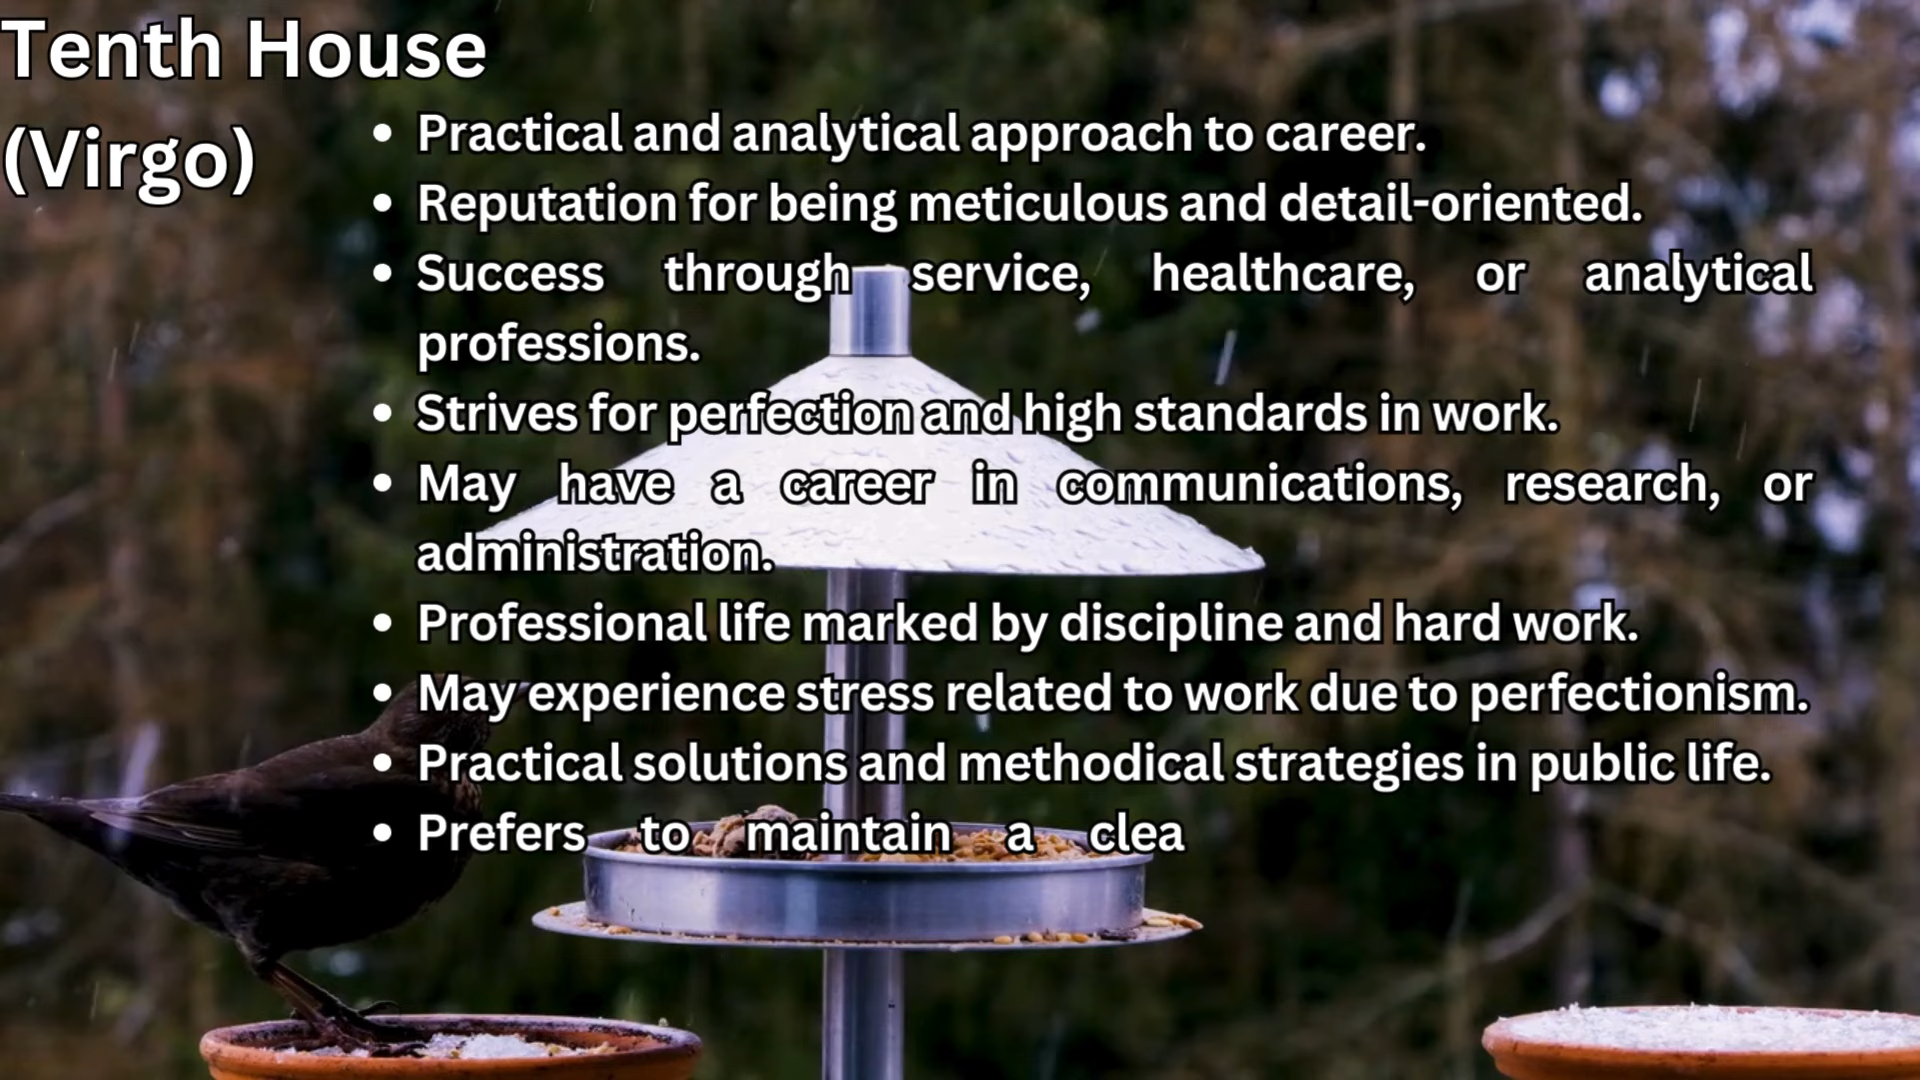 Tenth House
(Virgo)
• Practical and analytical approach to career.
• Reputation for being meticulous and detail-oriented.
• Success through service, healthcare, or analytical
professions.
• Strives for perfection and high standards in work.
• May have a career in communications, research, or
administration.
• Professional life marked by discipline and hard work.
• May experience stress related to work due to perfectionism.
• Practical solutions and methodical strategies in public life.
• Prefers to maintain a clea